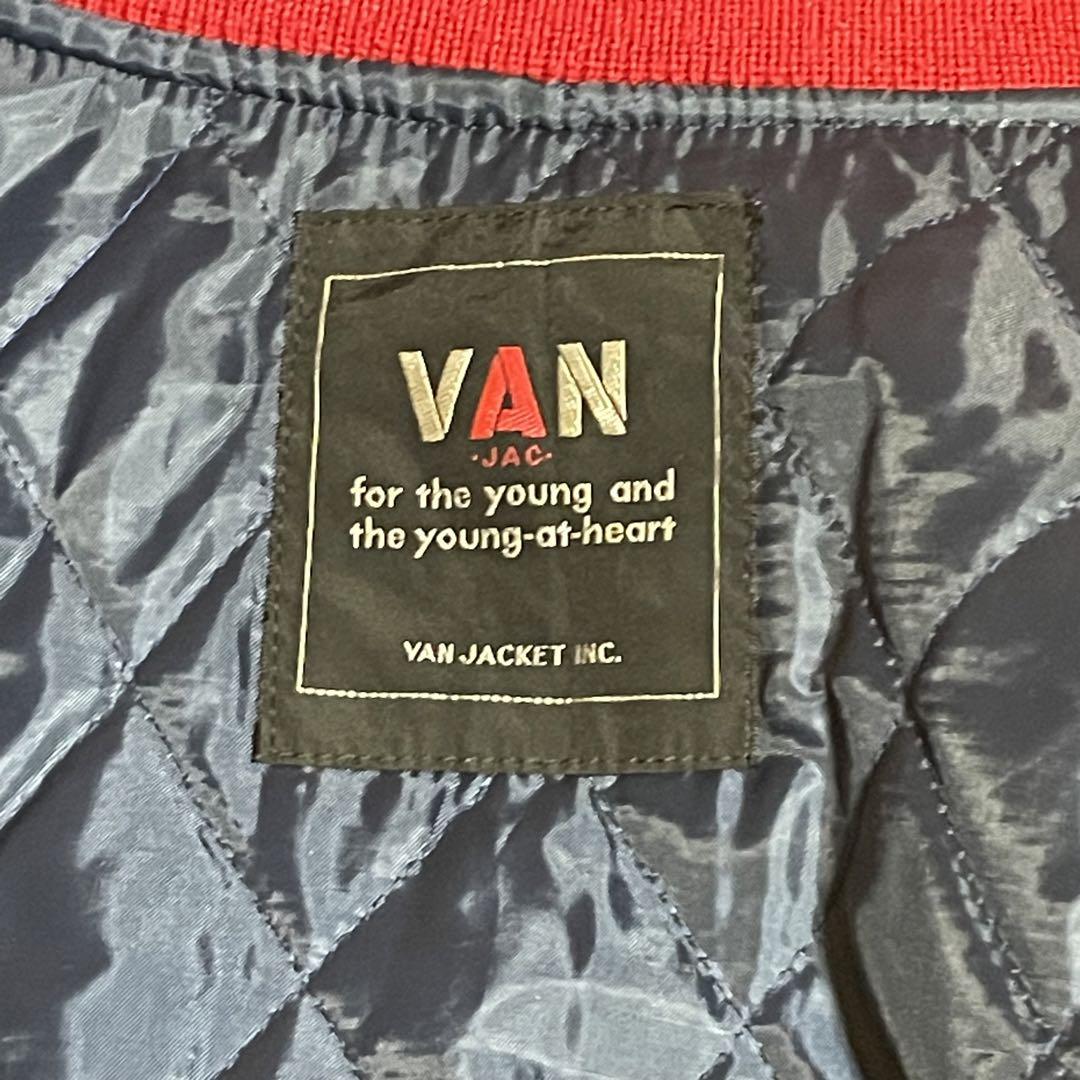 VAN
·JAC·
for the young and
the young-at-heart
VAN JACKET INC.